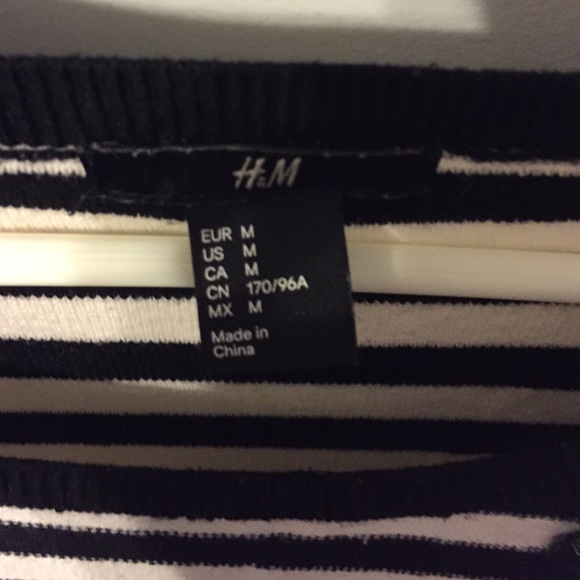 H&M
EUR M
US M
CA M
CN 170/96A
MX M
Made in
China